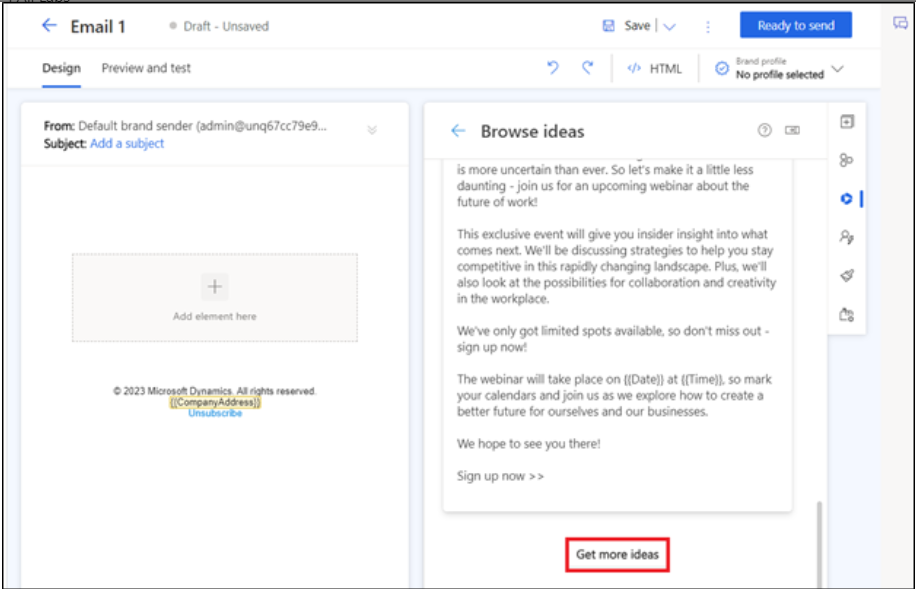 Email 1
Draft - Unsaved
Save
Ready to send
Design
Preview and test
</> HTML
Brand profile
No profile selected
From: Default brand sender (admin@unq67cc79e9...
Subject: Add a subject
Add element here
© 2023 Microsoft Dynamics. All rights reserved.
{{CompanyAddress}}
Unsubscribe
Browse ideas
is more uncertain than ever. So let's make it a little less
daunting - join us for an upcoming webinar about the
future of work!
This exclusive event will give you insider insight into what
comes next. We'll be discussing strategies to help you stay
competitive in this rapidly changing landscape. Plus, we'll
also look at the possibilities for collaboration and creativity
in the workplace.
We've only got limited spots available, so don't miss out -
sign up now!
The webinar will take place on {{Date}} at {{Time}}, so mark
your calendars and join us as we explore how to create a
better future for ourselves and our businesses.
We hope to see you there!
Sign up now >>
Get more ideas